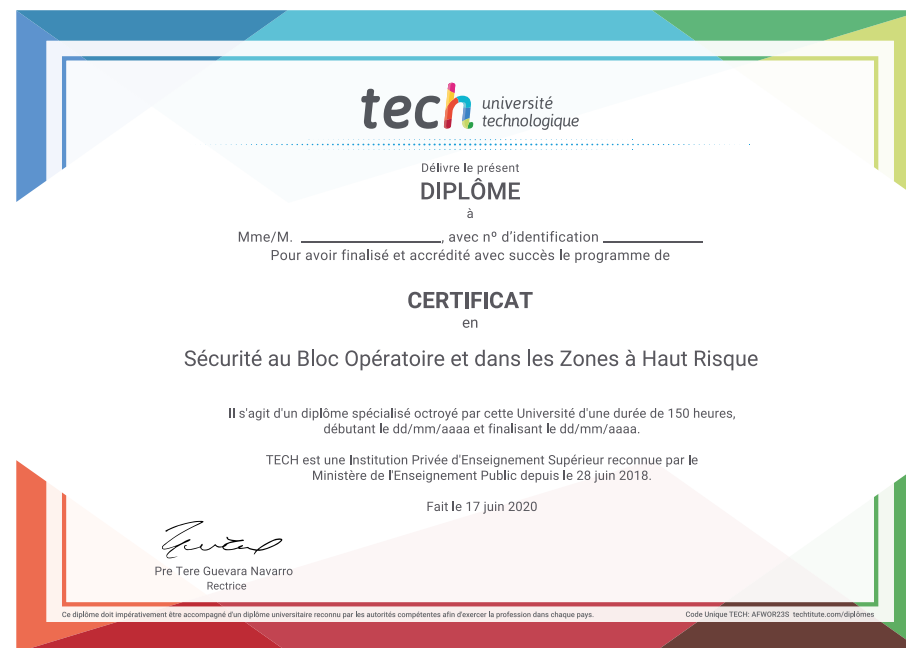 tech université
technologique
Délivre le présent
DIPLÔME
à
Mme/M. ____________________, avec nº d'identification ______________
Pour avoir finalisé et accrédité avec succès le programme de
CERTIFICAT
en
Sécurité au Bloc Opératoire et dans les Zones à Haut Risque
Il s'agit d'un diplôme spécialisé octroyé par cette Université d'une durée de 150 heures,
débutant le dd/mm/aaaa et finalisant le dd/mm/aaaa.
TECH est une Institution Privée d'Enseignement Supérieur reconnue par le
Ministère de l'Enseignement Public depuis le 28 juin 2018.
Fait le 17 juin 2020
Pre Tere Guevara Navarro
Rectrice
Ce diplôme doit impérativement être accompagné d'un diplôme universitaire reconnu par les autorités compétentes afin d'exercer la profession dans chaque pays.
Code Unique TECH: AFWOR23S techtitute.com/diplômes